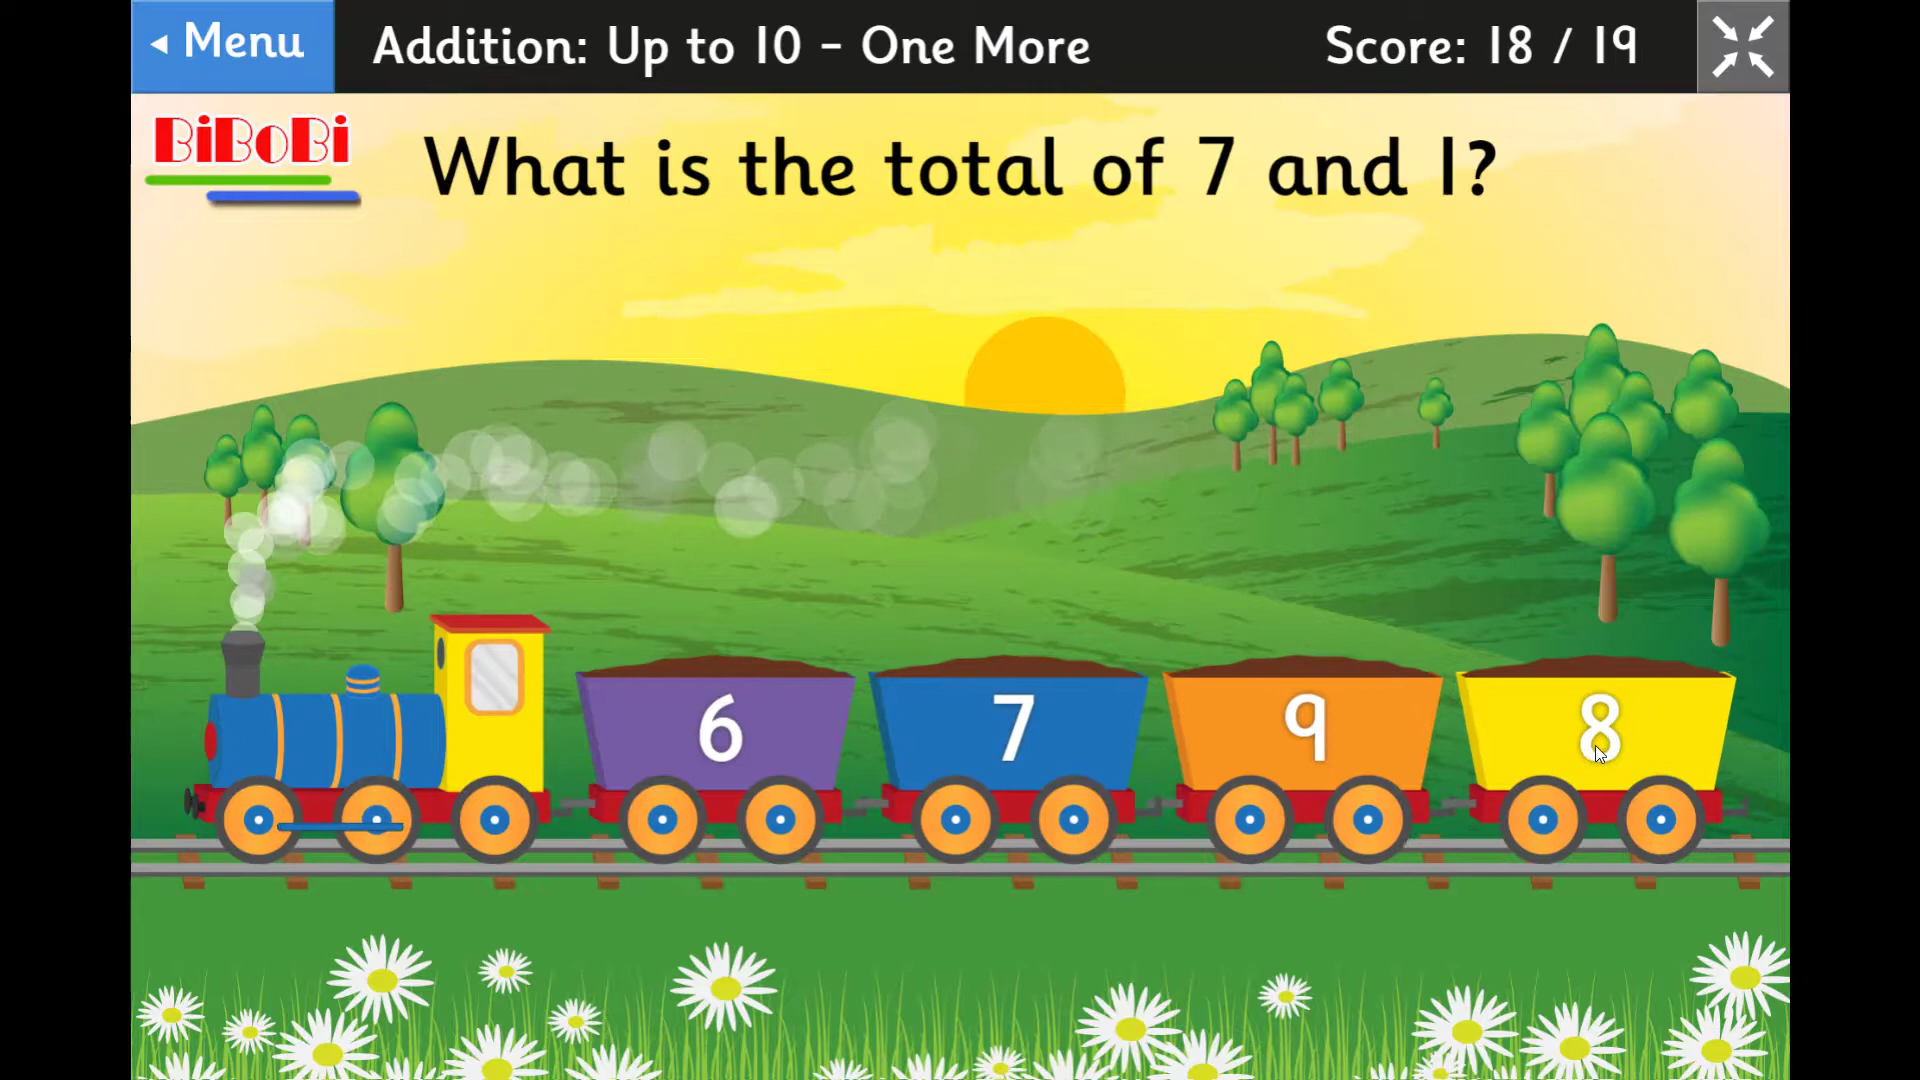 ◂ Menu
Addition: Up to 10 - One More
Score: 18 / 19
BiBoBi
What is the total of 7 and 1?
6
7
9
8